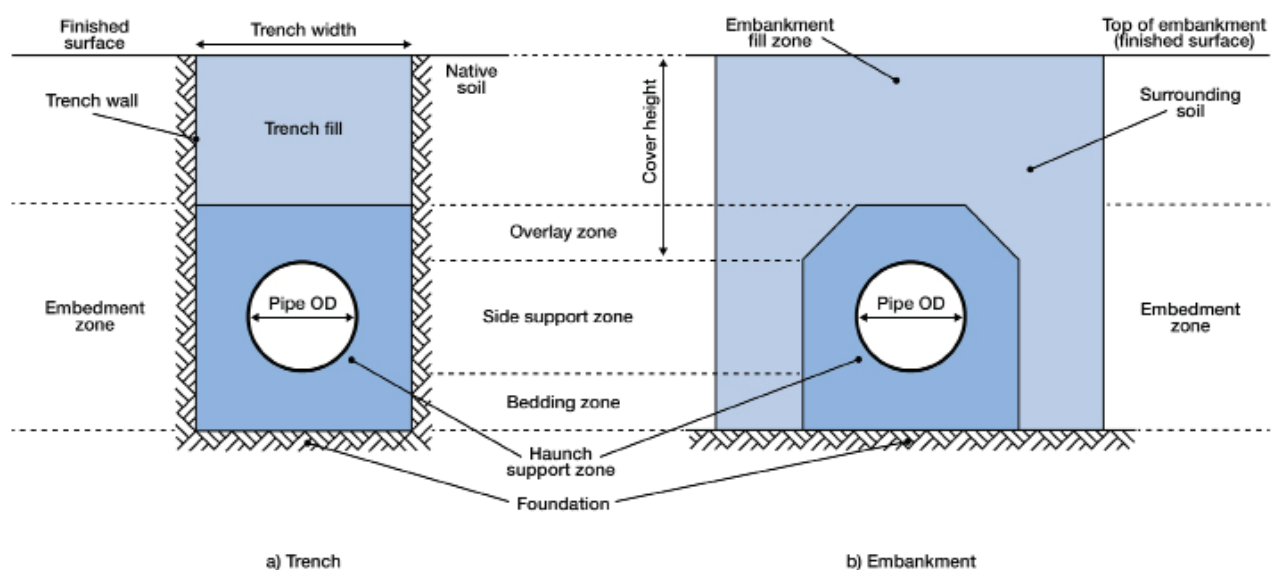 Finished
surface
Trench width
Embankment
fill zone
Top of embankment
(finished surface)
Native
soil
Trench wall
Trench fill
Cover height
Surrounding
soil
Overlay zone
Embedment
zone
Pipe OD
Side support zone
Pipe OD
Embedment
zone
Bedding zone
Haunch
support zone
Foundation
a) Trench
b) Embankment